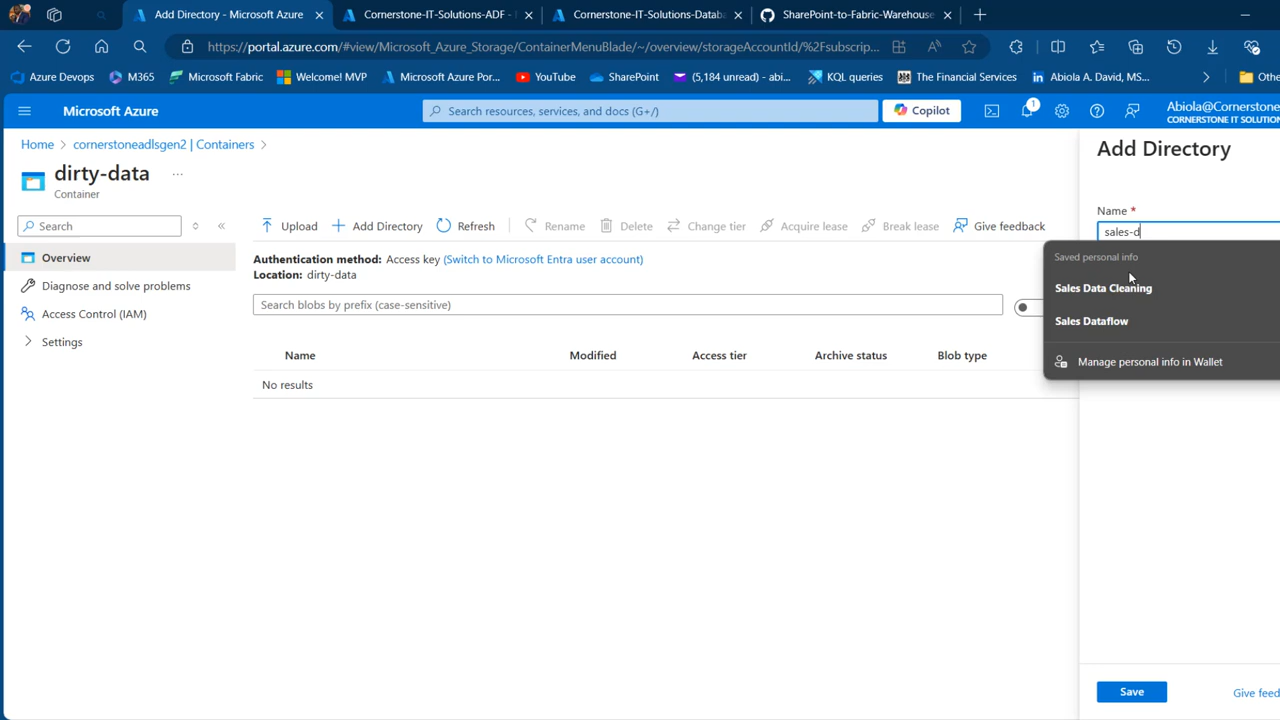 Add Directory - Microsoft Azure
Cornerstone-IT-Solutions-ADF -
Cornerstone-IT-Solutions-Datab
SharePoint-to-Fabric-Warehouse
https://portal.azure.com/#view/Microsoft_Azure_Storage/ContainerMenuBlade/~/overview/storageAccountId/%2Fsubscrip...
Azure Devops
M365
Microsoft Fabric
Welcome! MVP
Microsoft Azure Por...
YouTube
SharePoint
(5,184 unread) - abi...
KQL queries
The Financial Services
Abiola A. David, MS...
Othe
Microsoft Azure
Search resources, services, and docs (G+/)
Copilot
1
Abiola@Cornerstone
CORNERSTONE IT SOLUTION
Home > cornerstoneadlsgen2 | Containers >
dirty-data ...
Container
Search
Overview
Diagnose and solve problems
Access Control (IAM)
Settings
Upload
Add Directory
Refresh
Rename
Delete
Change tier
Acquire lease
Break lease
Give feedback
Authentication method: Access key (Switch to Microsoft Entra user account)
Location: dirty-data
Search blobs by prefix (case-sensitive)
Name
Modified
Access tier
Archive status
Blob type
No results
Add Directory
Name *
sales-d
Saved personal info
Sales Data Cleaning
Sales Dataflow
Manage personal info in Wallet
Save
Give feed